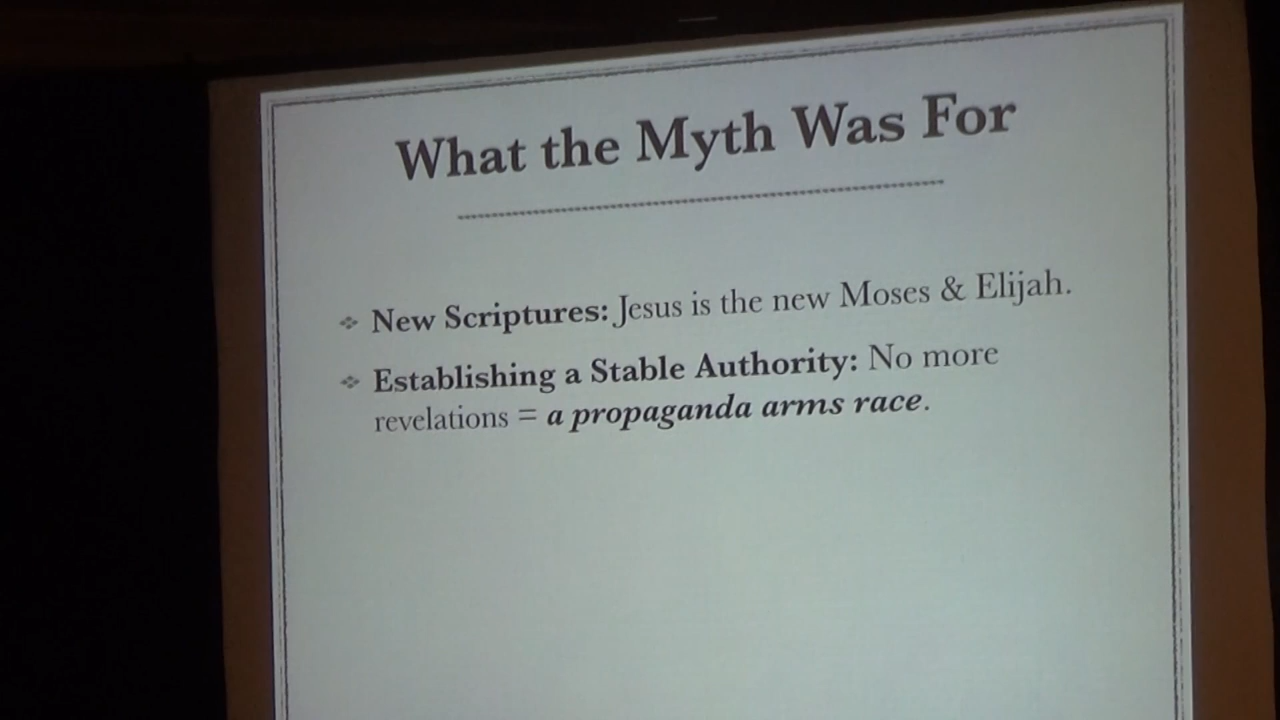 What the Myth Was For
New Scriptures: Jesus is the new Moses & Elijah.
Establishing a Stable Authority: No more
revelations = a propaganda arms race.